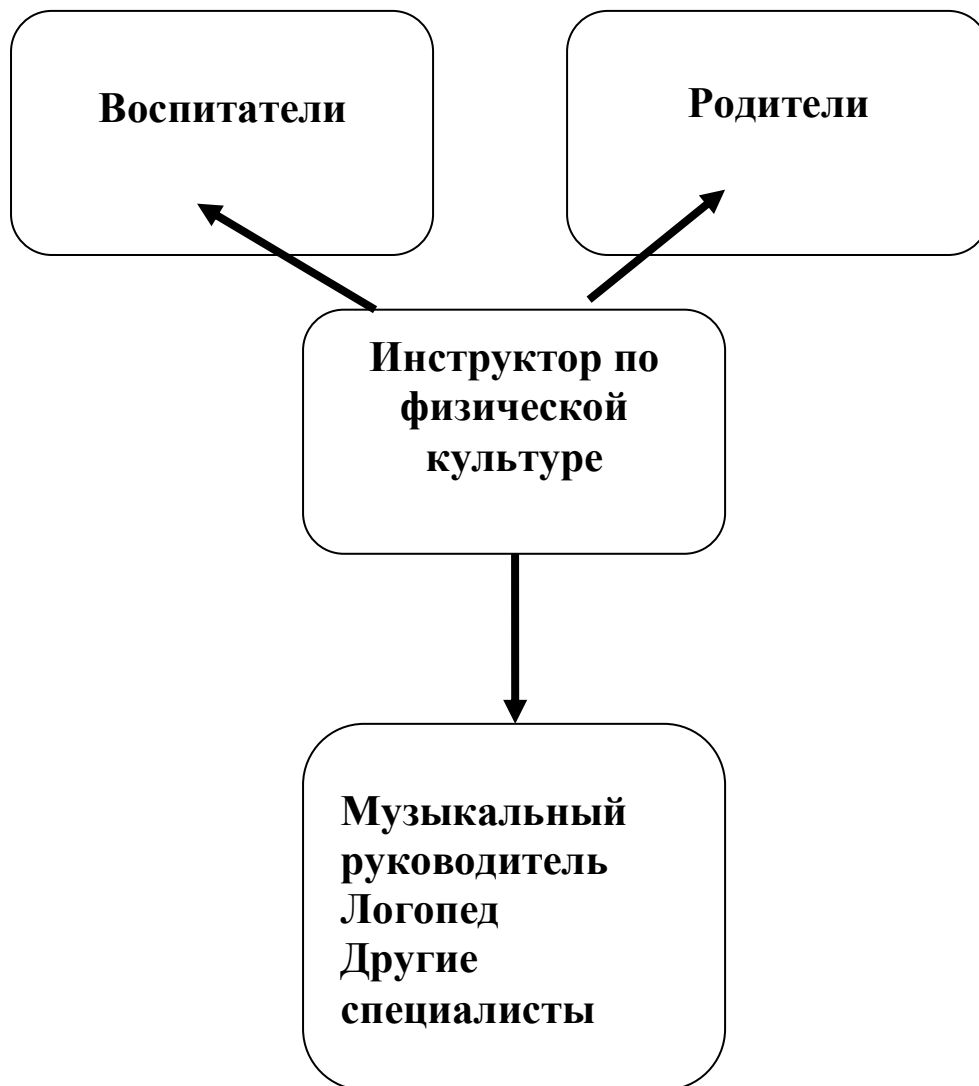 Воспитатели
Родители
Инструктор по
физической
культуре
Музыкальный
руководитель
Логопед
Другие
специалисты